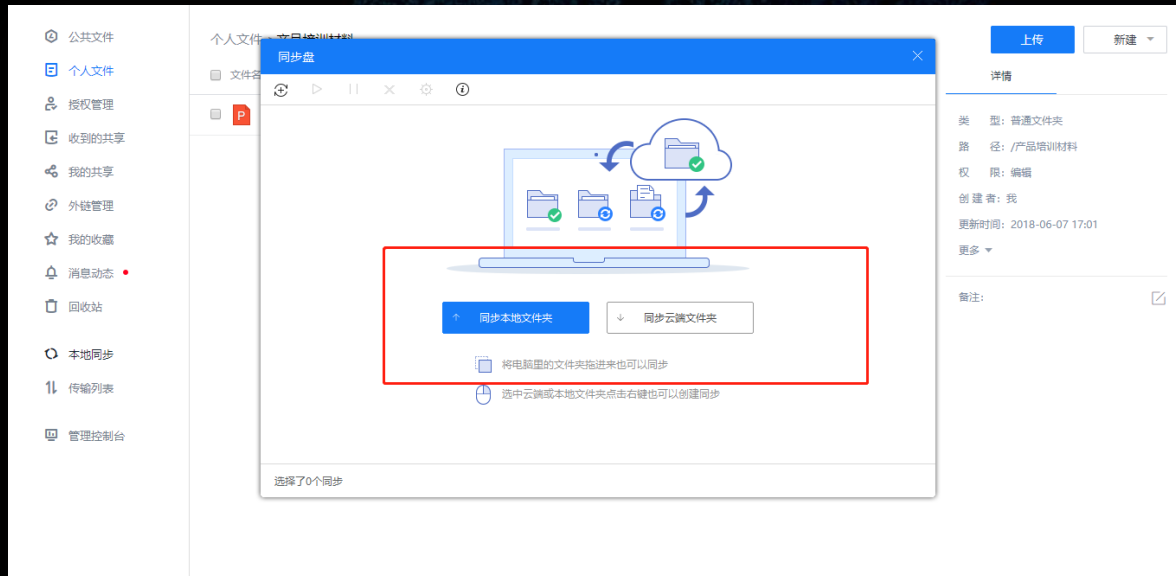 公共文件
个人文件
授权管理
收到的共享
我的共享
外链管理
我的收藏
消息动态
回收站
本地同步
传输列表
管理控制台
个人文件
文件名
P
同步盘
同步本地文件夹
同步云端文件夹
将电脑里的文件夹拖进来也可以同步
选中云端或本地文件夹点击右键也可以创建同步
选择了0个同步
上传
新建
详情
类 型：普通文件夹
路 径：/产品培训材料
权 限：编辑
创 建 者：我
更新时间：2018-06-07 17:01
更多
备注：